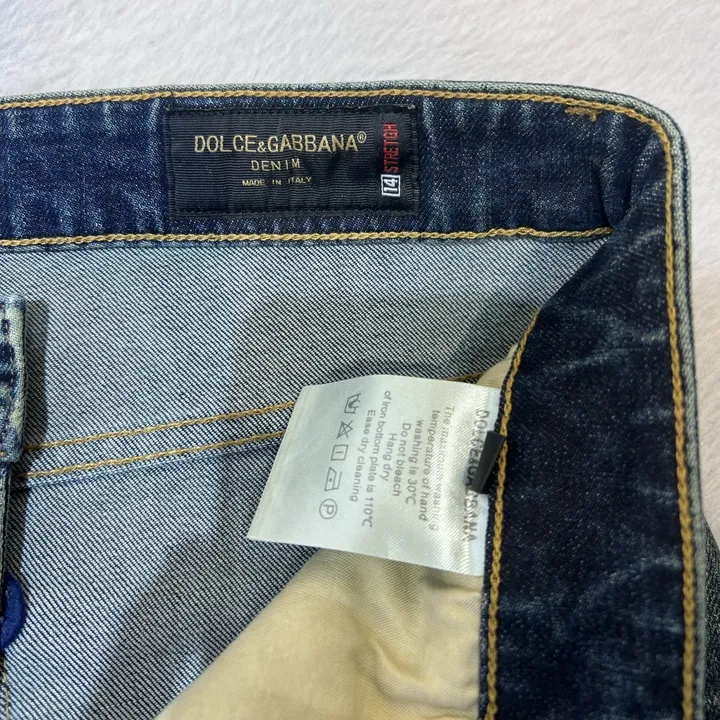 DOLCE&GABBANA®
DENIM
MADE IN ITALY
14 STRETCH
DOLCE&GABBANA
The maximum washing's
temperature of hand
washing is 30℃
Do not bleach
Hang dry
Ease dry cleaning
of iron bottom plate is 110℃
P